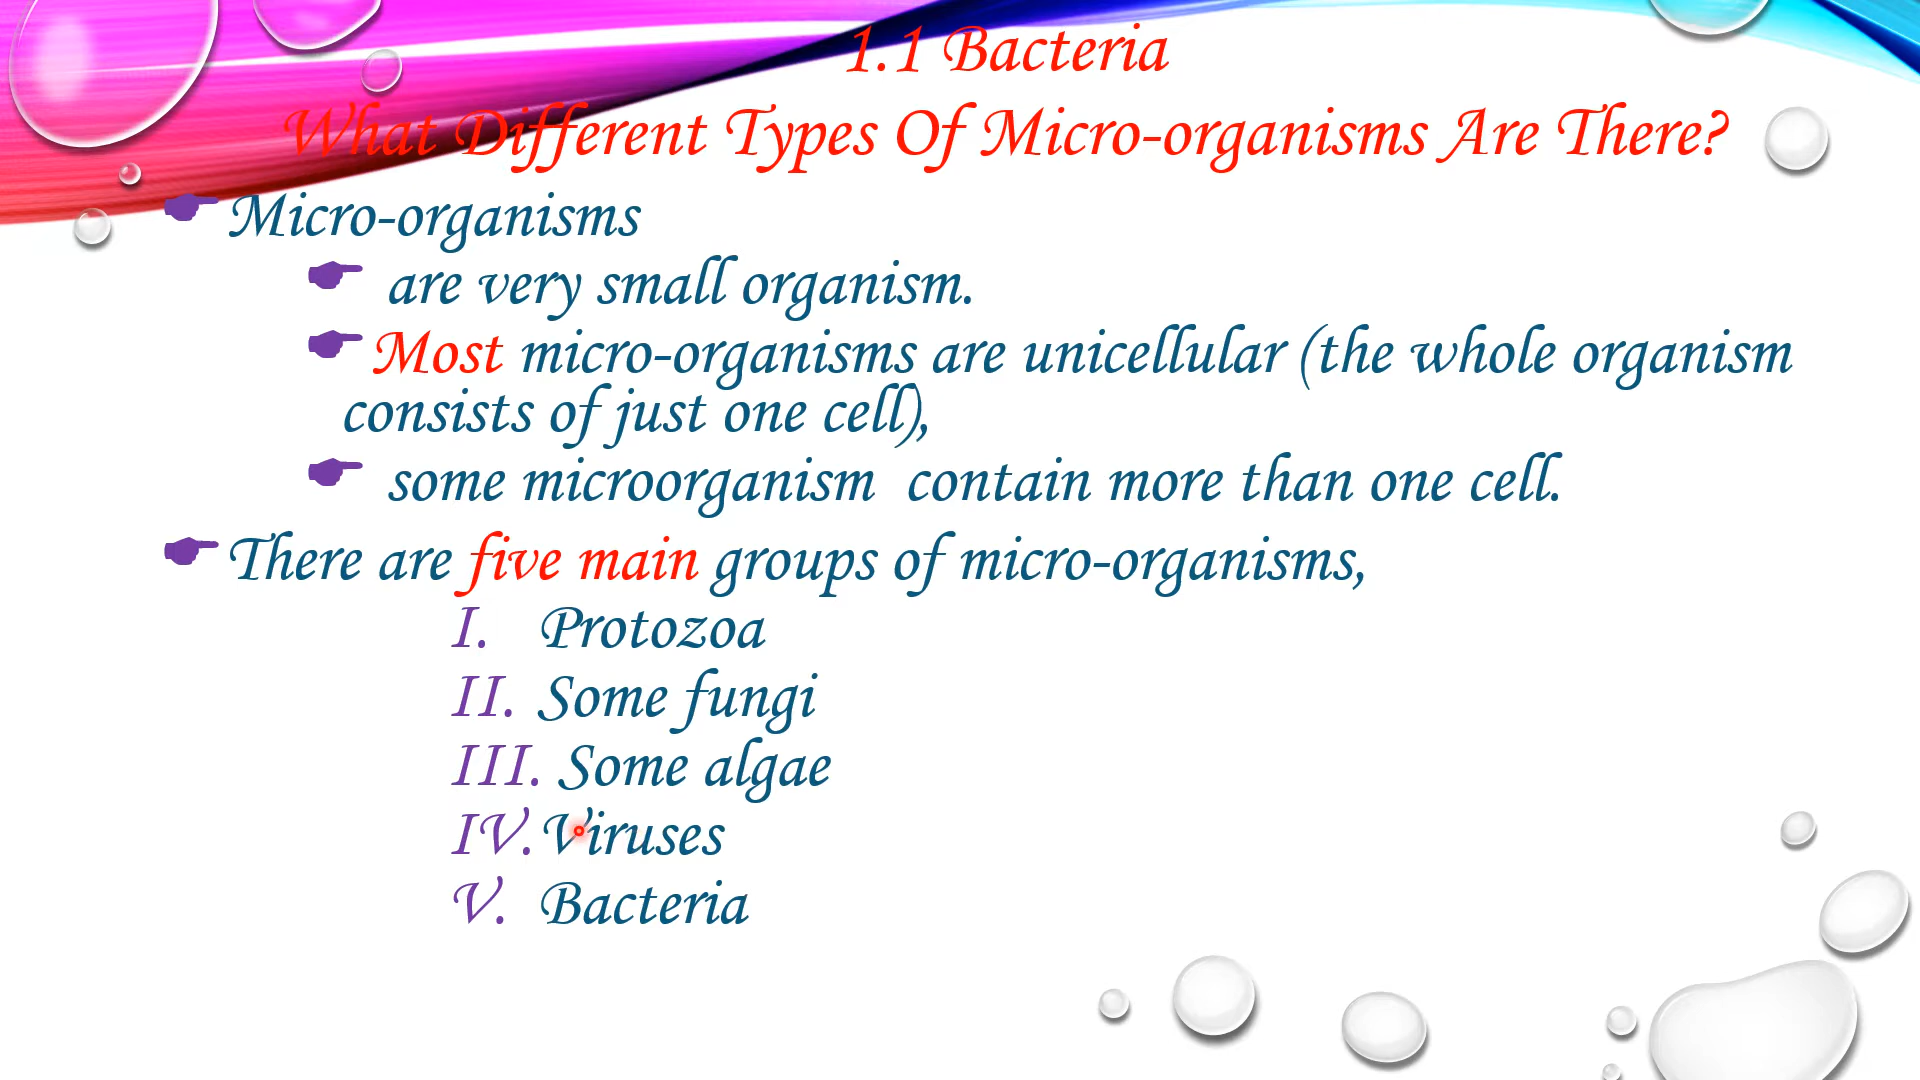 1.1 Bacteria
What Different Types Of Micro-organisms Are There?
Micro-organisms
are very small organism.
Most micro-organisms are unicellular (the whole organism
consists of just one cell),
some microorganism contain more than one cell.
There are five main groups of micro-organisms,
I. Protozoa
II. Some fungi
III. Some algae
IV. Viruses
V. Bacteria